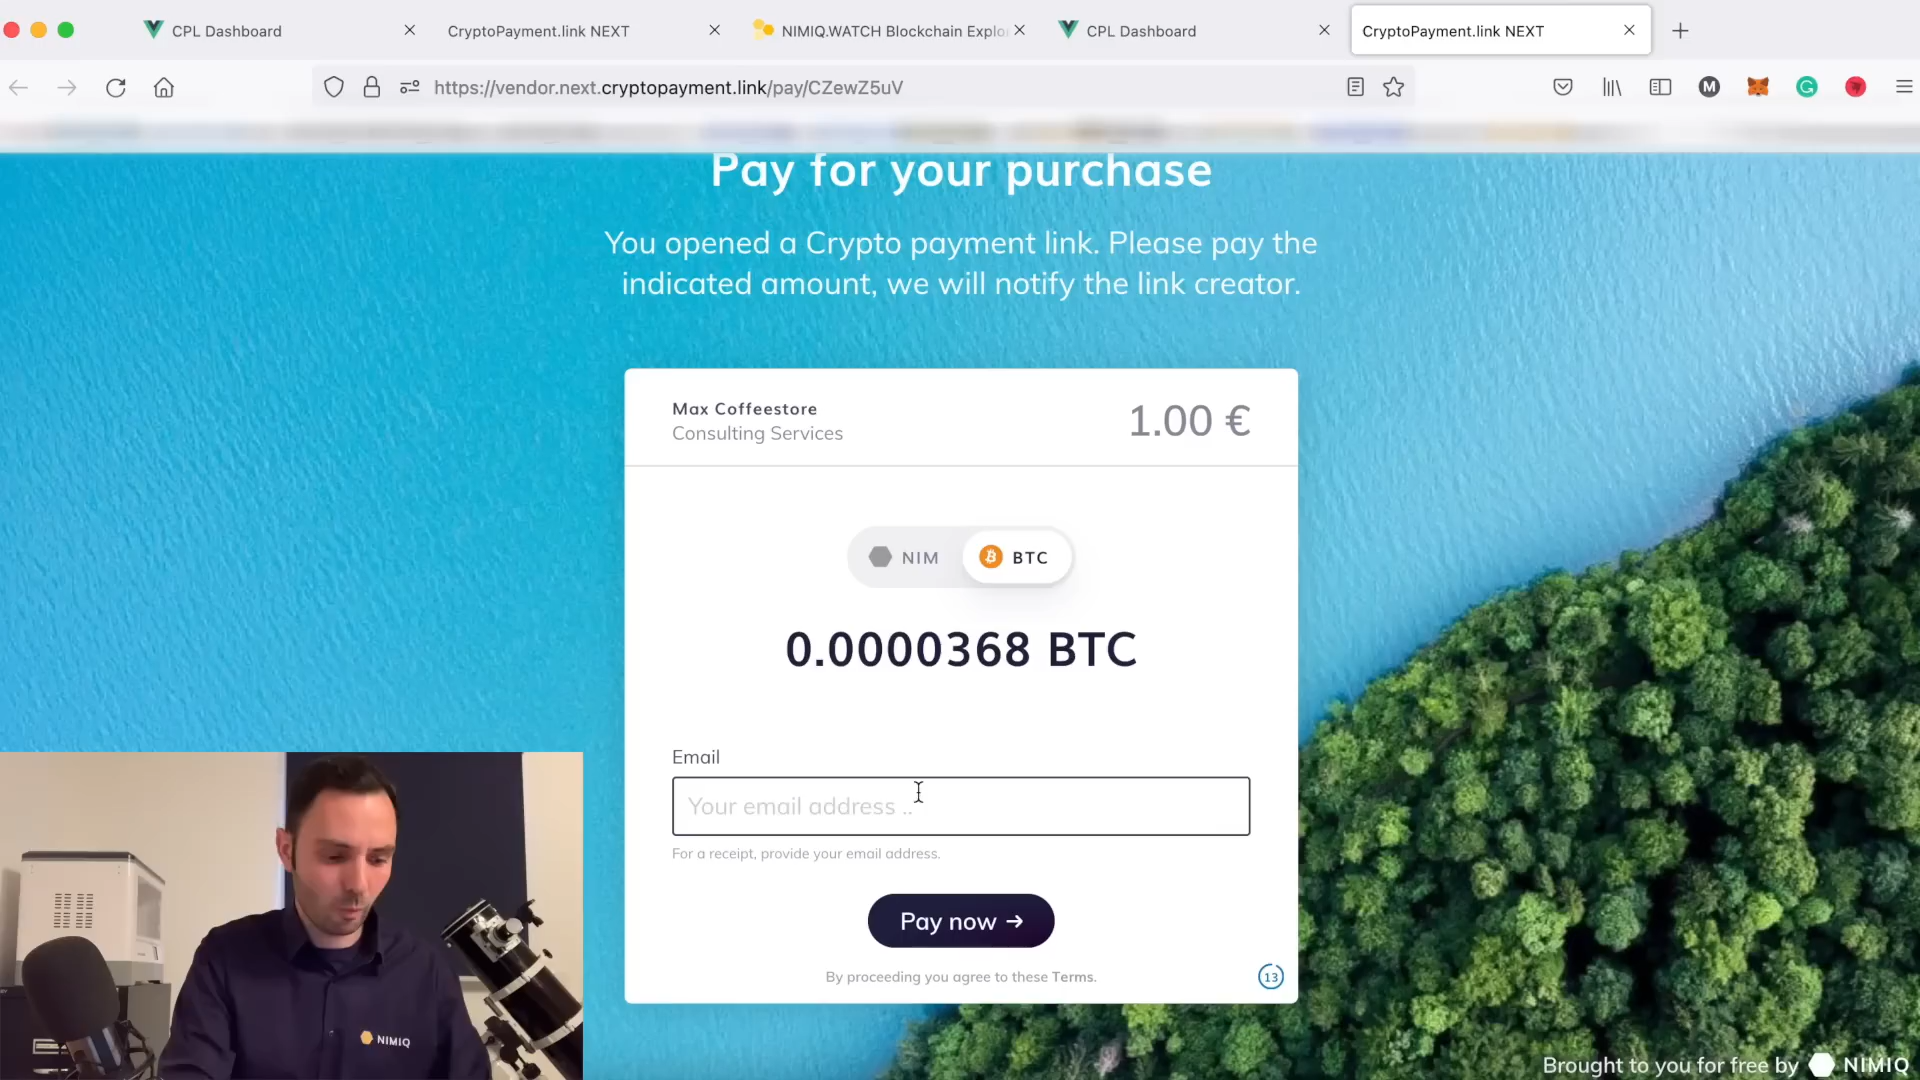 CPL Dashboard
CryptoPayment.link NEXT
NIMIQ.WATCH Blockchain Explo
CPL Dashboard
CryptoPayment.link NEXT
https://vendor.next.cryptopayment.link/pay/CZewZ5uV
M
G
Pay for your purchase
You opened a Crypto payment link. Please pay the
indicated amount, we will notify the link creator.
Max Coffeestore
Consulting Services
1.00 €
NIM
BTC
0.0000368 BTC
Email
Your email address ..
For a receipt, provide your email address.
Pay now →
By proceeding you agree to these Terms.
13
NIMIQ
Brought to you for free by NIMIQ